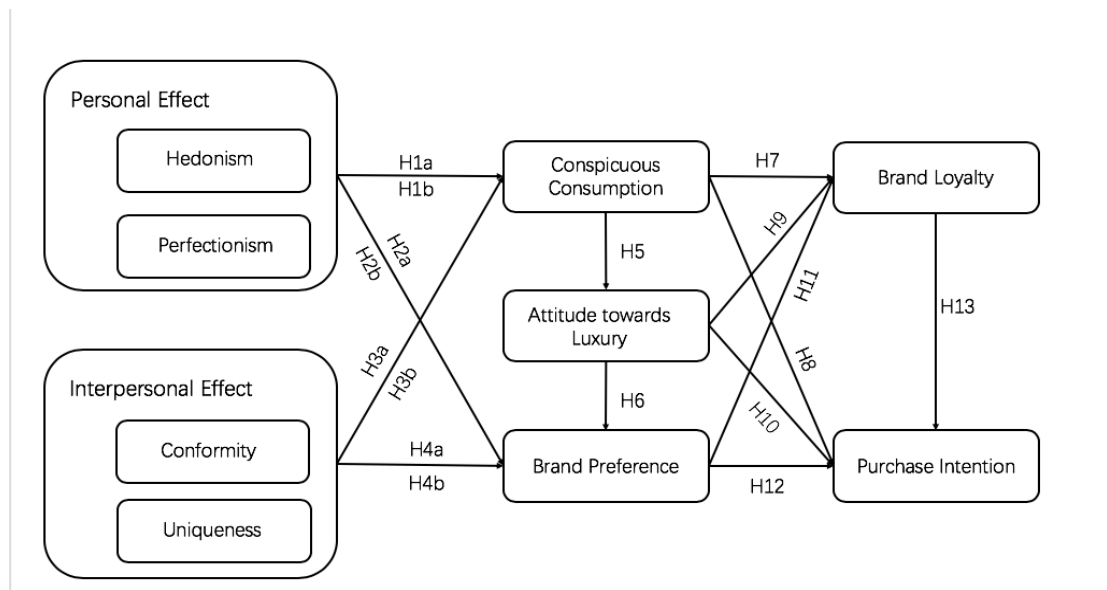 Personal Effect
Hedonism
Perfectionism
Interpersonal Effect
Conformity
Uniqueness
H1a
H1b
H2a
H2b
H3a
H3b
H4a
H4b
Conspicuous
Consumption
H5
Attitude towards
Luxury
H6
Brand Preference
H7
H9
H11
H8
H10
H12
Brand Loyalty
H13
Purchase Intention